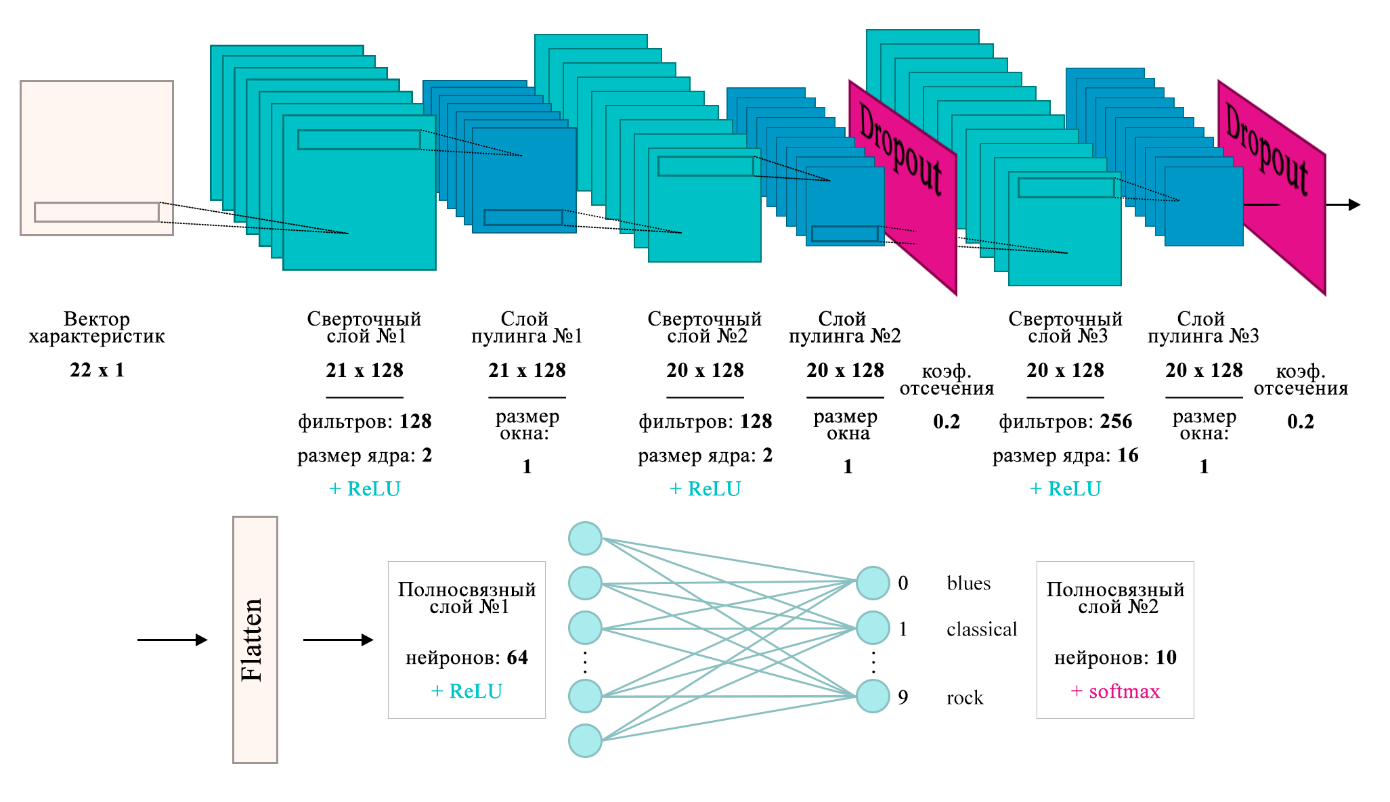 Dropout
Dropout
Вектор
характеристик
22 x 1
Сверточный
слой №1
21 x 128
фильтров: 128
размер ядра: 2
+ ReLU
Слой
пулинга №1
21 x 128
размер
окна:
1
Сверточный
слой №2
20 x 128
фильтров: 128
размер ядра: 2
+ ReLU
Слой
пулинга №2
20 x 128
размер
окна
1
коэф.
отсечения
0.2
Сверточный
слой №3
20 x 128
фильтров: 256
размер ядра: 16
+ ReLU
Слой
пулинга №3
20 x 128
размер
окна:
1
коэф.
отсечения
0.2
Flatten
Полносвязный
слой №1
нейронов: 64
+ ReLU
0 blues
1 classical
9 rock
Полносвязный
слой №2
нейронов: 10
+ softmax